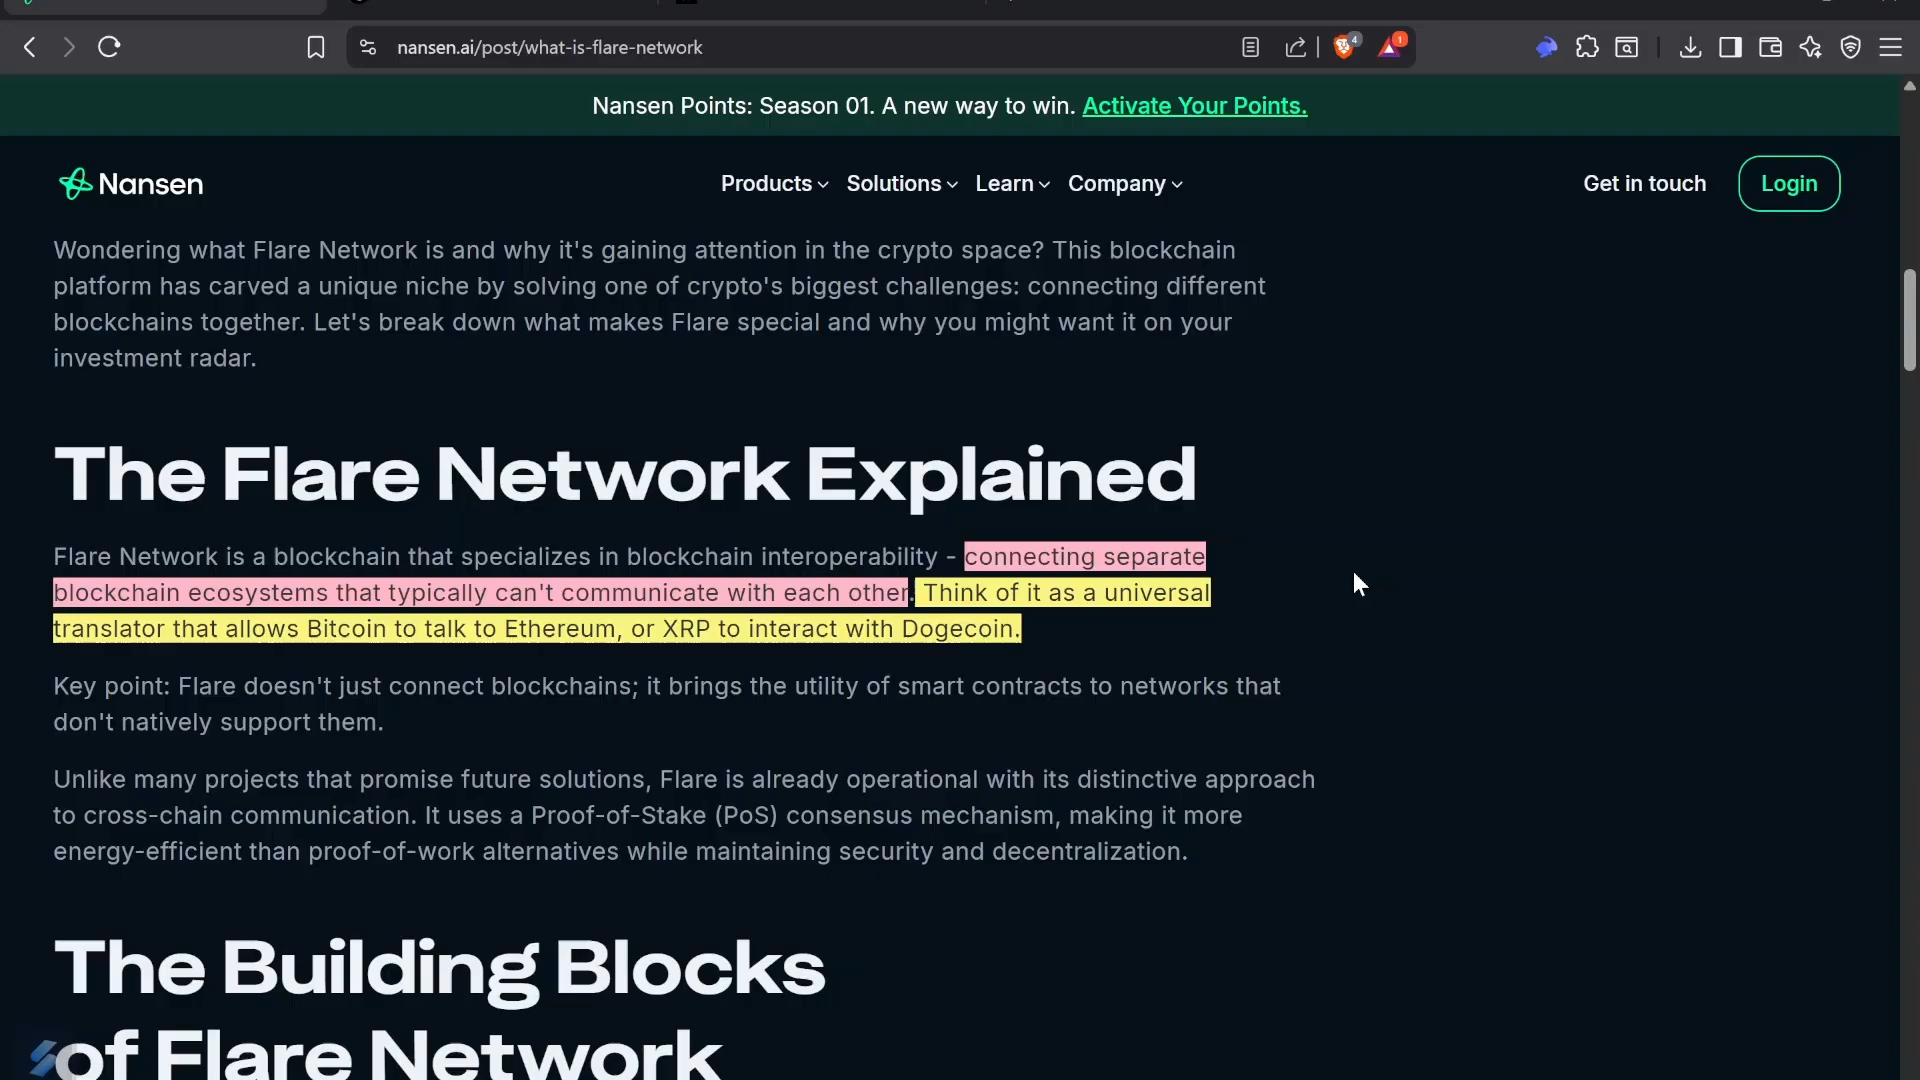 nansen.ai/post/what-is-flare-network
4
1
Nansen Points: Season 01. A new way to win. Activate Your Points.
Nansen
Products
Solutions
Learn
Company
Get in touch
Login
Wondering what Flare Network is and why it's gaining attention in the crypto space? This blockchain
platform has carved a unique niche by solving one of crypto's biggest challenges: connecting different
blockchains together. Let's break down what makes Flare special and why you might want it on your
investment radar.
The Flare Network Explained
Flare Network is a blockchain that specializes in blockchain interoperability - connecting separate
blockchain ecosystems that typically can't communicate with each other. Think of it as a universal
translator that allows Bitcoin to talk to Ethereum, or XRP to interact with Dogecoin.
Key point: Flare doesn't just connect blockchains; it brings the utility of smart contracts to networks that
don't natively support them.
Unlike many projects that promise future solutions, Flare is already operational with its distinctive approach
to cross-chain communication. It uses a Proof-of-Stake (PoS) consensus mechanism, making it more
energy-efficient than proof-of-work alternatives while maintaining security and decentralization.
The Building Blocks
of Flare Network